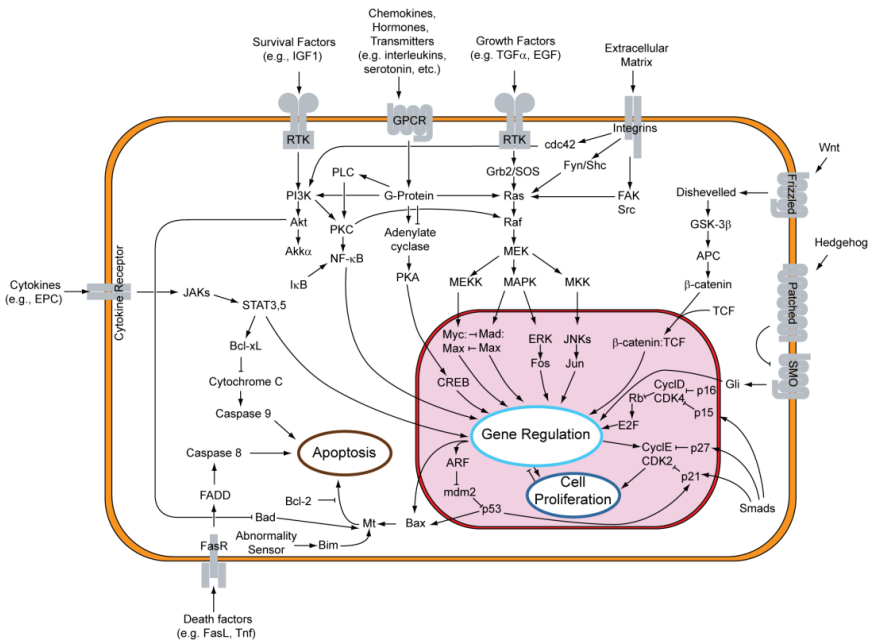 Chemokines,
Hormones,
Transmitters
(e.g. interleukins,
serotonin, etc.)
Survival Factors
(e.g., IGF1)
Growth Factors
(e.g. TGFα, EGF)
Extracellular
Matrix
RTK
GPCR
RTK
Integrins
cdc42
Wnt
PLC
Grb2/SOS
Fyn/Shc
Frizzled
PI3K
G-Protein
Ras
FAK
Src
Dishevelled
Akt
PKC
Adenylate
cyclase
Raf
GSK-3β
Akkα
NF-κB
MEK
APC
Hedgehog
IκB
PKA
MEKK
MAPK
MKK
β-catenin
Cytokines
(e.g., EPC)
Cytokine Receptor
JAKs
STAT3,5
TCF
Patched
Myc:
Max
Mad:
Max
ERK
Fos
JNKs
Jun
β-catenin:TCF
Bcl-xL
Cytochrome C
CREB
Gli
SMO
CyclD
CDK4
p16
p15
Rb
E2F
Caspase 9
Gene Regulation
CyclE
CDK2
p27
p21
Caspase 8
Apoptosis
ARF
mdm2
Cell
Proliferation
FADD
Bcl-2
p53
Smads
Bad
Mt
Bax
FasR
Abnormality
Sensor
Bim
Death factors
(e.g. FasL, Tnf)